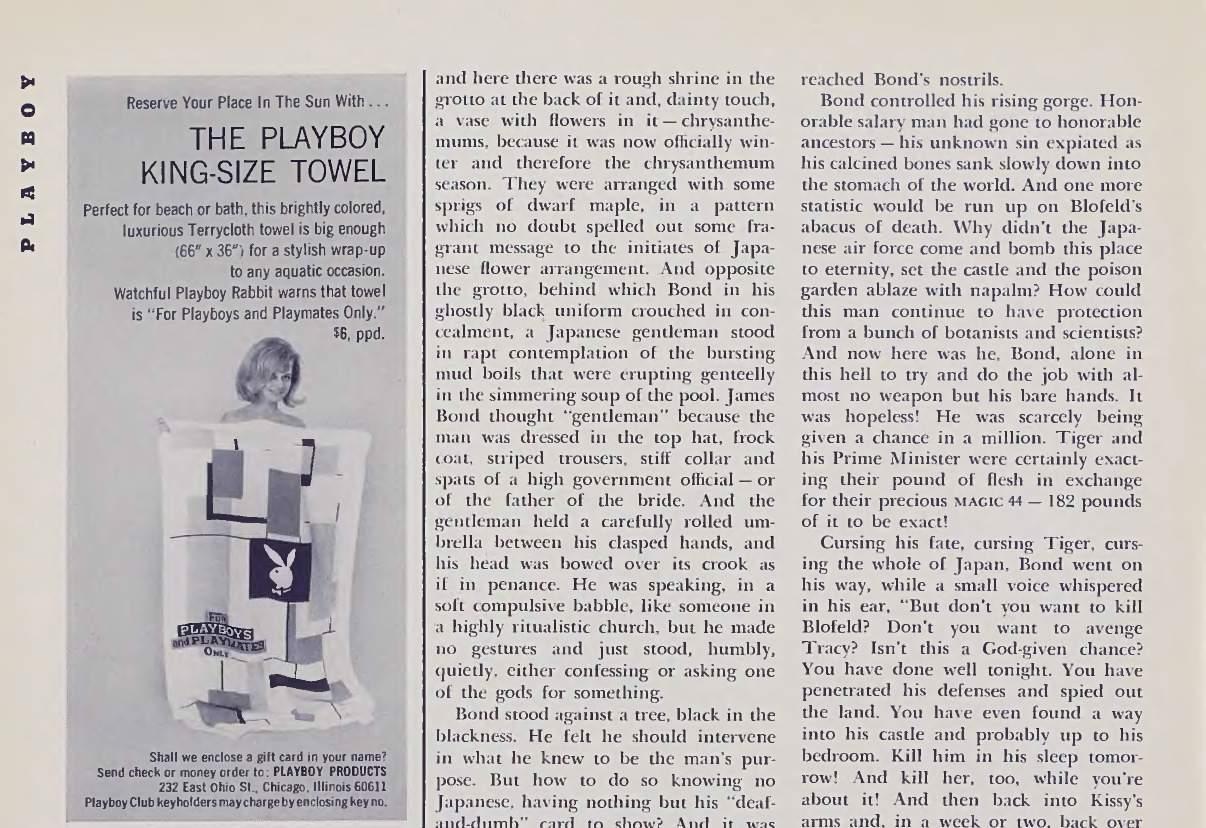 PLAYBOY
Reserve Your Place In The Sun With...
THE PLAYBOY
KING-SIZE TOWEL
Perfect for beach or bath, this brightly colored,
luxurious Terrycloth towel is big enough
(66" x 36") for a stylish wrap-up
to any aquatic occasion.
Watchful Playboy Rabbit warns that towel
is "For Playboys and Playmates Only."
$6, ppd.
FOR
PLAYBOYS
and PLAYMATES
ONLY
Shall we enclose a gift card in your name?
Send check or money order to: PLAYBOY PRODUCTS
232 East Ohio St., Chicago, Illinois 60611
Playboy Club keyholders may charge by enclosing key no.
and here there was a rough shrine in the
grotto at the back of it and, dainty touch,
a vase with flowers in it — chrysanthe-
mums, because it was now officially win-
ter and therefore the chrysanthemum
season. They were arranged with some
sprigs of dwarf maple, in a pattern
which no doubt spelled out some fra-
grant message to the initiates of Japa-
nese flower arrangement. And opposite
the grotto, behind which Bond in his
ghostly black uniform crouched in con-
cealment, a Japanese gentleman stood
in rapt contemplation of the bursting
mud boils that were erupting genteelly
in the simmering soup of the pool. James
Bond thought "gentleman" because the
man was dressed in the top hat, frock
coat, striped trousers, stiff collar and
spats of a high government official — or
of the father of the bride. And the
gentleman held a carefully rolled um-
brella between his clasped hands, and
his head was bowed over its crook as
if in penance. He was speaking, in a
soft compulsive babble, like someone in
a highly ritualistic church, but he made
no gestures and just stood, humbly,
quietly, either confessing or asking one
of the gods for something.
Bond stood against a tree, black in the
blackness. He felt he should intervene
in what he knew to be the man's pur-
pose. But how to do so knowing no
Japanese, having nothing but his "deaf-
and-dumb" card to show? And it was
reached Bond's nostrils.
Bond controlled his rising gorge. Hon-
orable salary man had gone to honorable
ancestors — his unknown sin expiated as
his calcined bones sank slowly down into
the stomach of the world. And one more
statistic would be run up on Blofeld's
abacus of death. Why didn't the Japa-
nese air force come and bomb this place
to eternity, set the castle and the poison
garden ablaze with napalm? How could
this man continue to have protection
from a bunch of botanists and scientists?
And now here was he, Bond, alone in
this hell to try and do the job with al-
most no weapon but his bare hands. It
was hopeless! He was scarcely being
given a chance in a million. Tiger and
his Prime Minister were certainly exact-
ing their pound of flesh in exchange
for their precious MAGIC 44 — 182 pounds
of it to be exact!
Cursing his fate, cursing Tiger, curs-
ing the whole of Japan, Bond went on
his way, while a small voice whispered
in his ear, "But don't you want to kill
Blofeld? Don't you want to avenge
Tracy? Isn't this a God-given chance?
You have done well tonight. You have
penetrated his defenses and spied out
the land. You have even found a way
into his castle and probably up to his
bedroom. Kill him in his sleep tomor-
row! And kill her, too, while you're
about it! And then back into Kissy's
arms and, in a week or two, back over